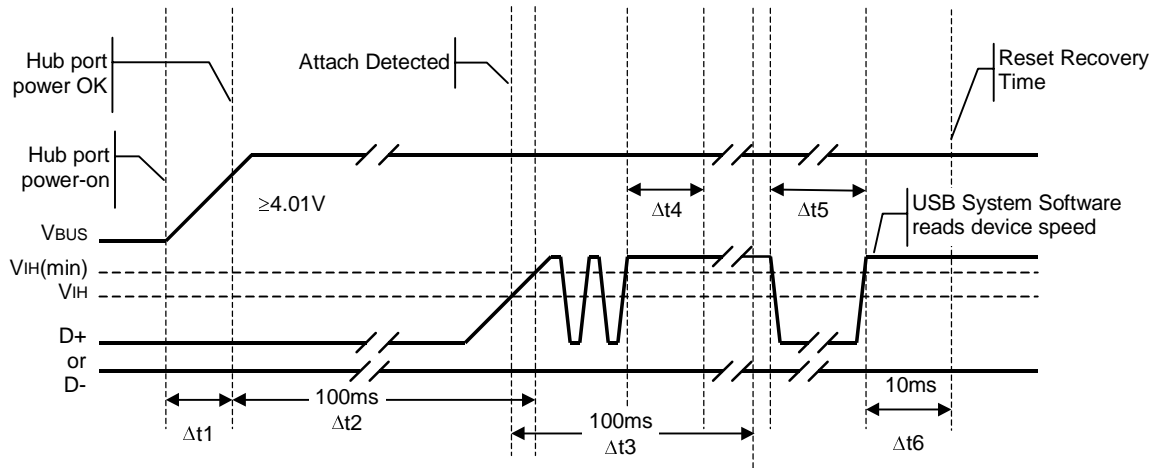 Hub port
power OK
Attach Detected
Reset Recovery
Time
Hub port
power-on
≥4.01V
Δt4
Δt5
USB System Software
reads device speed
VBUS
VIH(min)
VIH
D+
or
D-
100ms
10ms
Δt1
Δt2
100ms
Δt3
Δt6